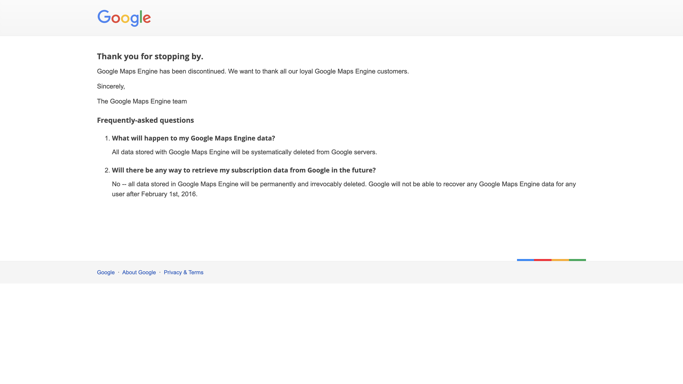 Google
Thank you for stopping by.
Google Maps Engine has been discontinued. We want to thank all our loyal Google Maps Engine customers.
Sincerely,
The Google Maps Engine team
Frequently-asked questions
1. What will happen to my Google Maps Engine data?
All data stored with Google Maps Engine will be systematically deleted from Google servers.
2. Will there be any way to retrieve my subscription data from Google in the future?
No -- all data stored in Google Maps Engine will be permanently and irrevocably deleted. Google will not be able to recover any Google Maps Engine data for any
user after February 1st, 2016.
Google · About Google · Privacy & Terms